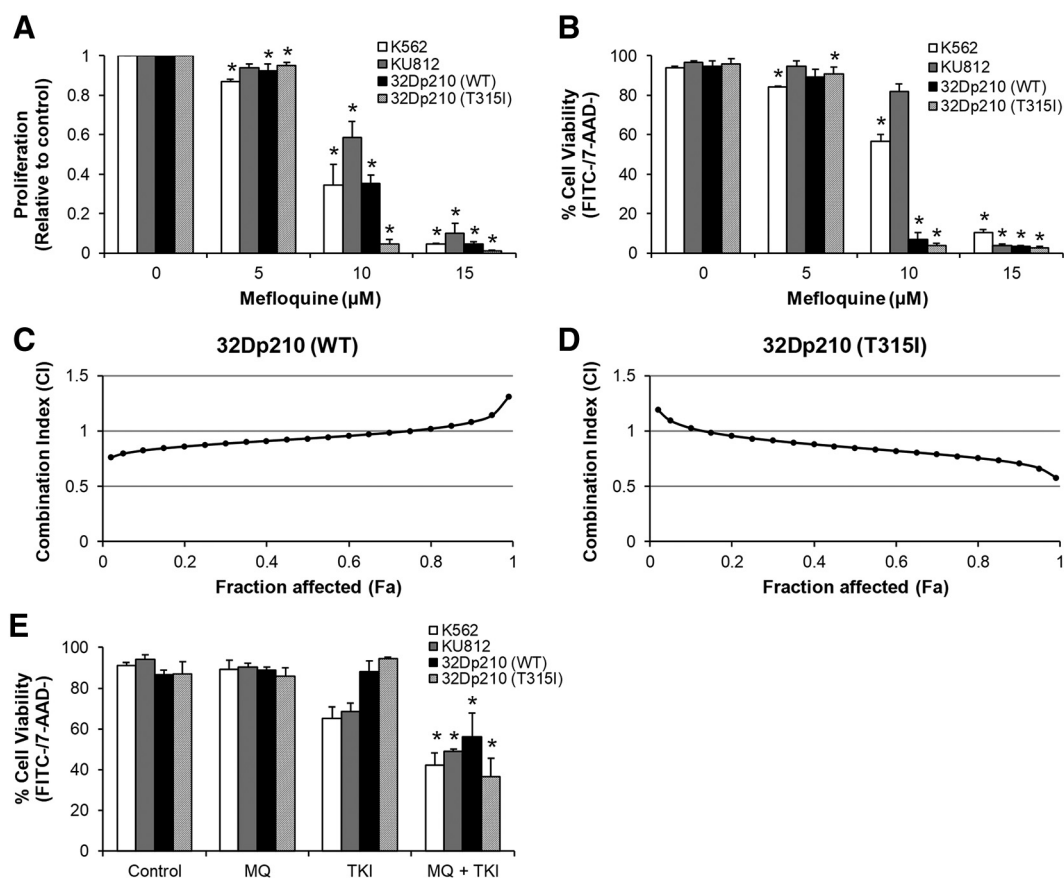 A
Proliferation
(Relative to control)
1
0.8
0.6
0.4
0.2
0
K562
KU812
32Dp210 (WT)
32Dp210 (T315I)
* * *
* * * *
* * * *
0 5 10 15
Mefloquine (µM)
B
% Cell Viability
(FITC-/7-AAD-)
100
80
60
40
20
0
K562
KU812
32Dp210 (WT)
32Dp210 (T315I)
* *
* * *
* * * *
0 5 10 15
Mefloquine (µM)
C
32Dp210 (WT)
Combination Index (CI)
1.5
1
0.5
0
0 0.2 0.4 0.6 0.8 1
Fraction affected (Fa)
D
32Dp210 (T315I)
Combination Index (CI)
1.5
1
0.5
0
0 0.2 0.4 0.6 0.8 1
Fraction affected (Fa)
E
% Cell Viability
(FITC-/7-AAD-)
100
80
60
40
20
0
K562
KU812
32Dp210 (WT)
32Dp210 (T315I)
* * * *
Control MQ TKI MQ + TKI